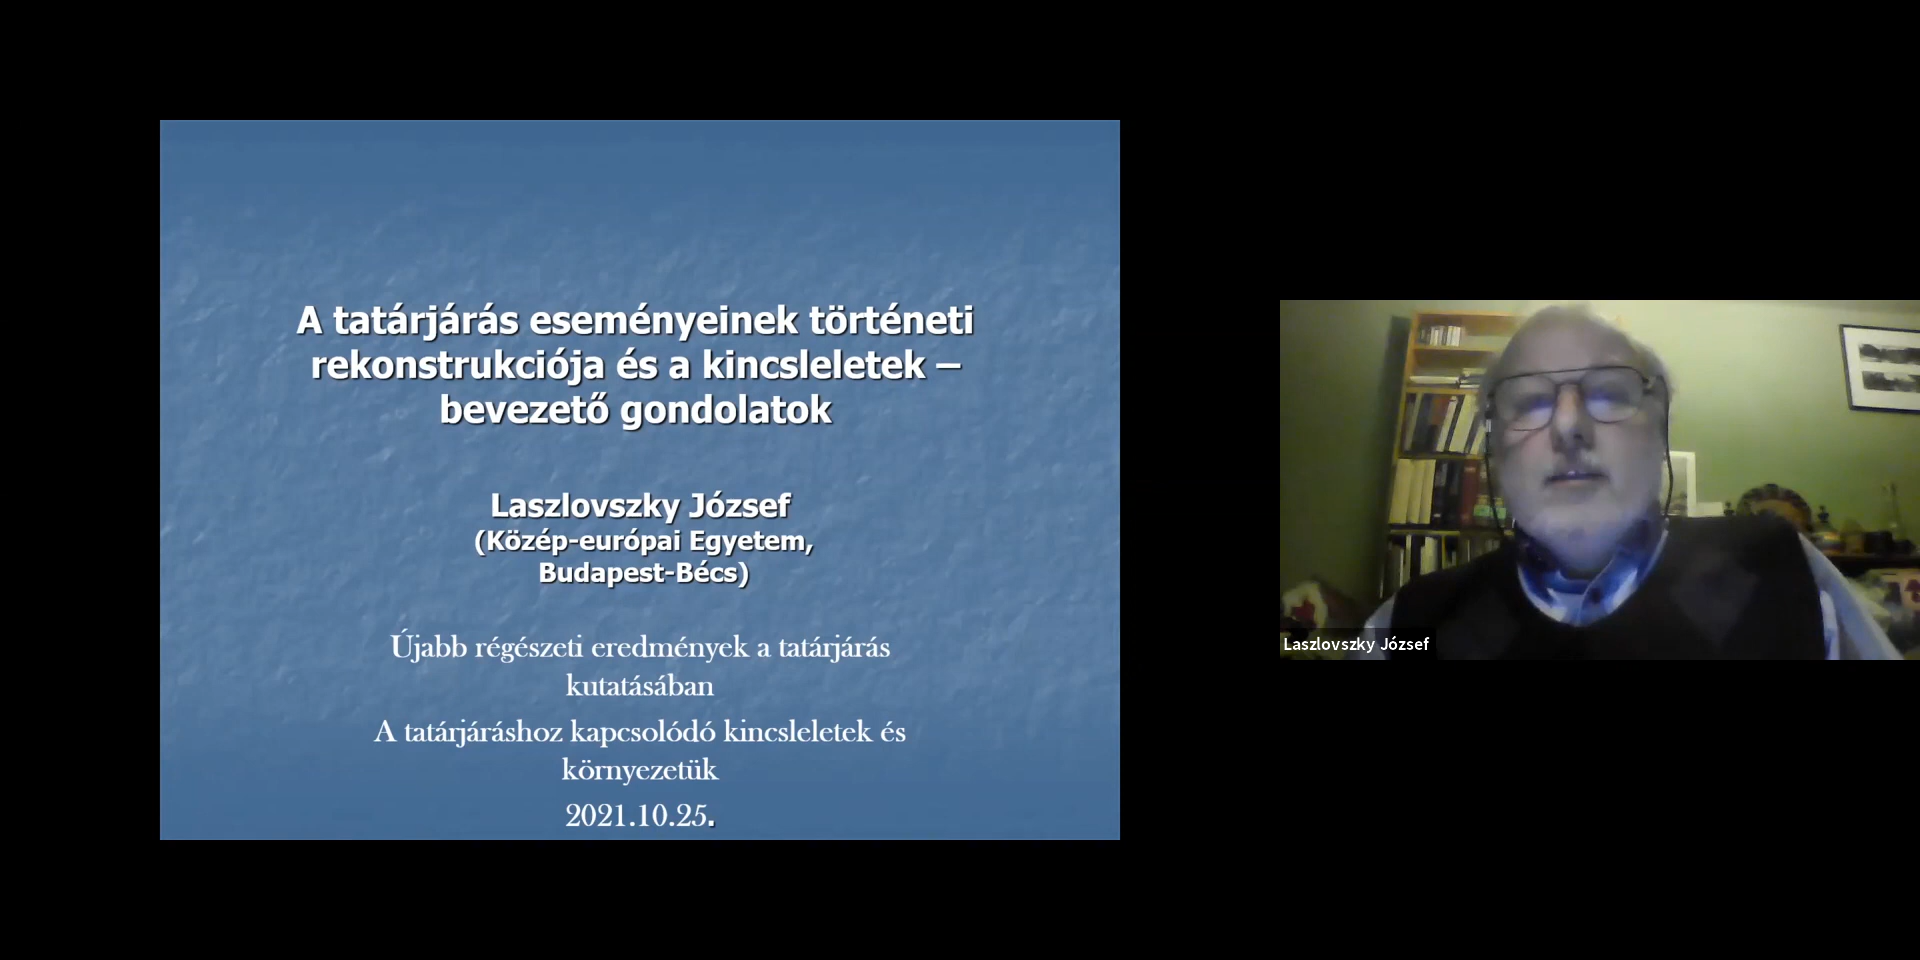 A tatárjárás eseményeinek történeti
rekonstrukciója és a kincsleletek –
bevezető gondolatok
Laszlovszky József
(Közép-európai Egyetem,
Budapest-Bécs)
Újabb régészeti eredmények a tatárjárás
kutatásában
A tatárjáráshoz kapcsolódó kincsleletek és
környezetük
2021.10.25.
Laszlovszky József